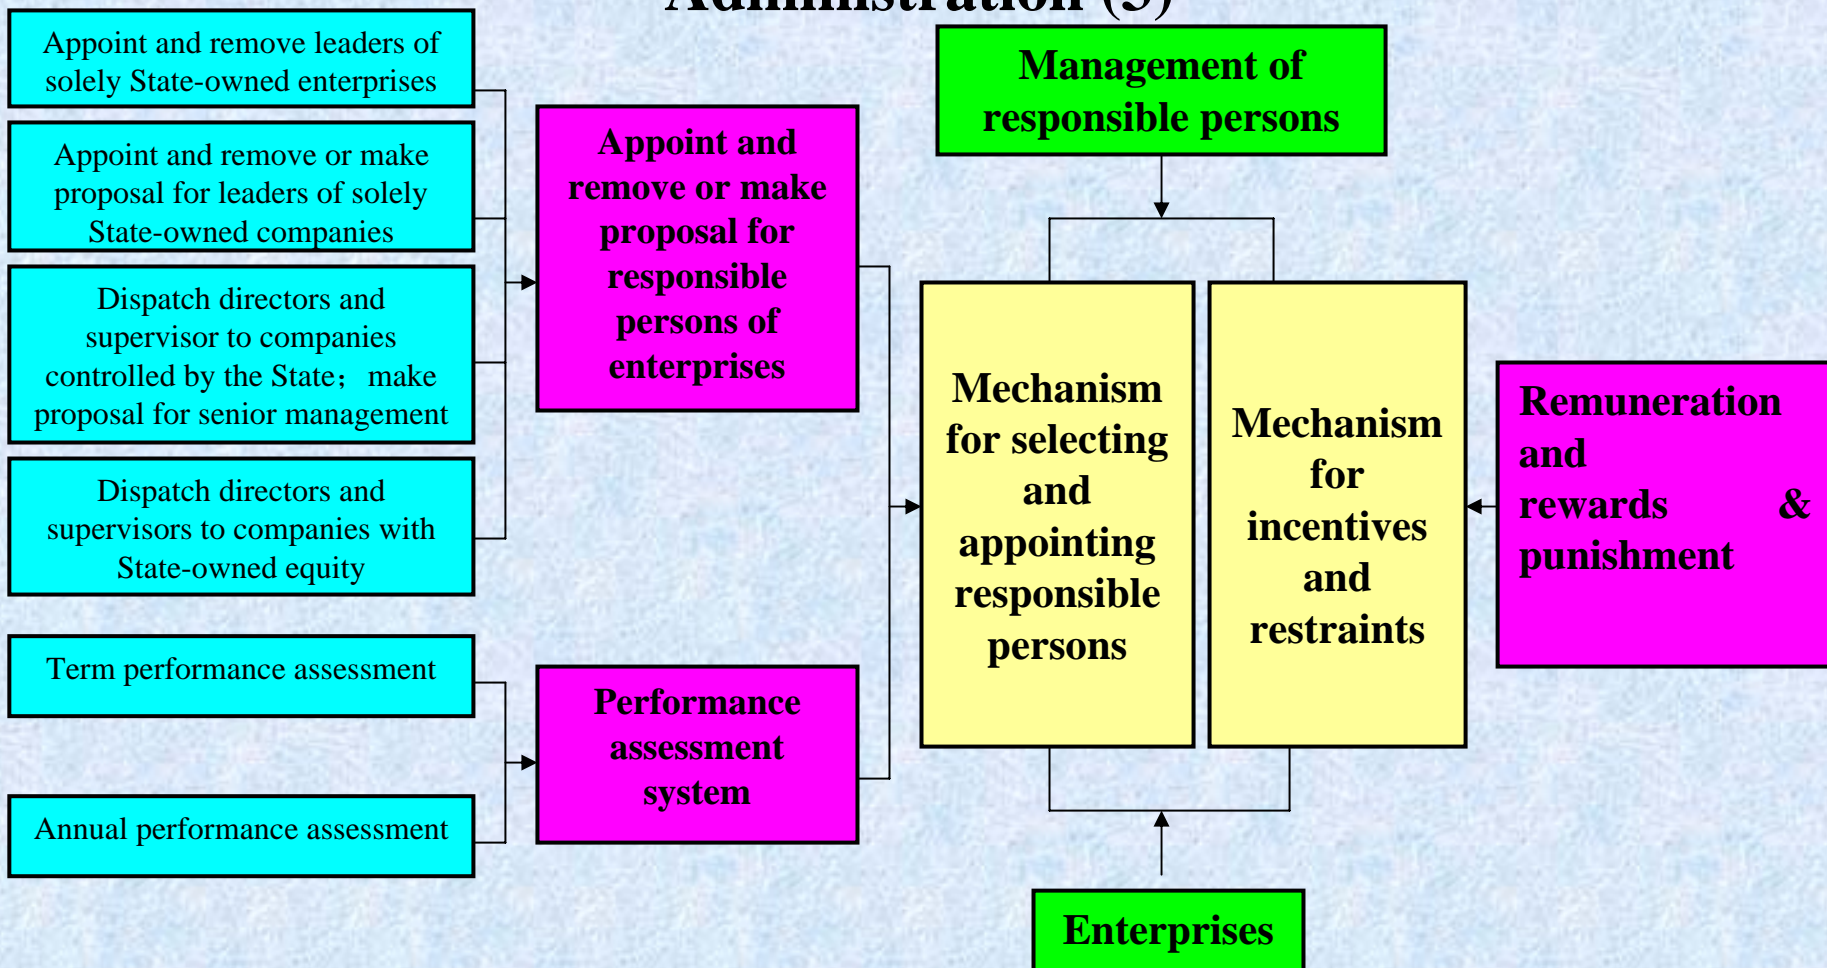 Administration (3)
Appoint and remove leaders of
solely State-owned enterprises
Appoint and remove or make
proposal for leaders of solely
State-owned companies
Dispatch directors and
supervisor to companies
controlled by the State；make
proposal for senior management
Dispatch directors and
supervisors to companies with
State-owned equity
Term performance assessment
Annual performance assessment
Appoint and
remove or make
proposal for
responsible
persons of
enterprises
Performance
assessment
system
Management of
responsible persons
Mechanism
for selecting
and
appointing
responsible
persons
Mechanism
for
incentives
and
restraints
Remuneration
and
rewards &
punishment
Enterprises